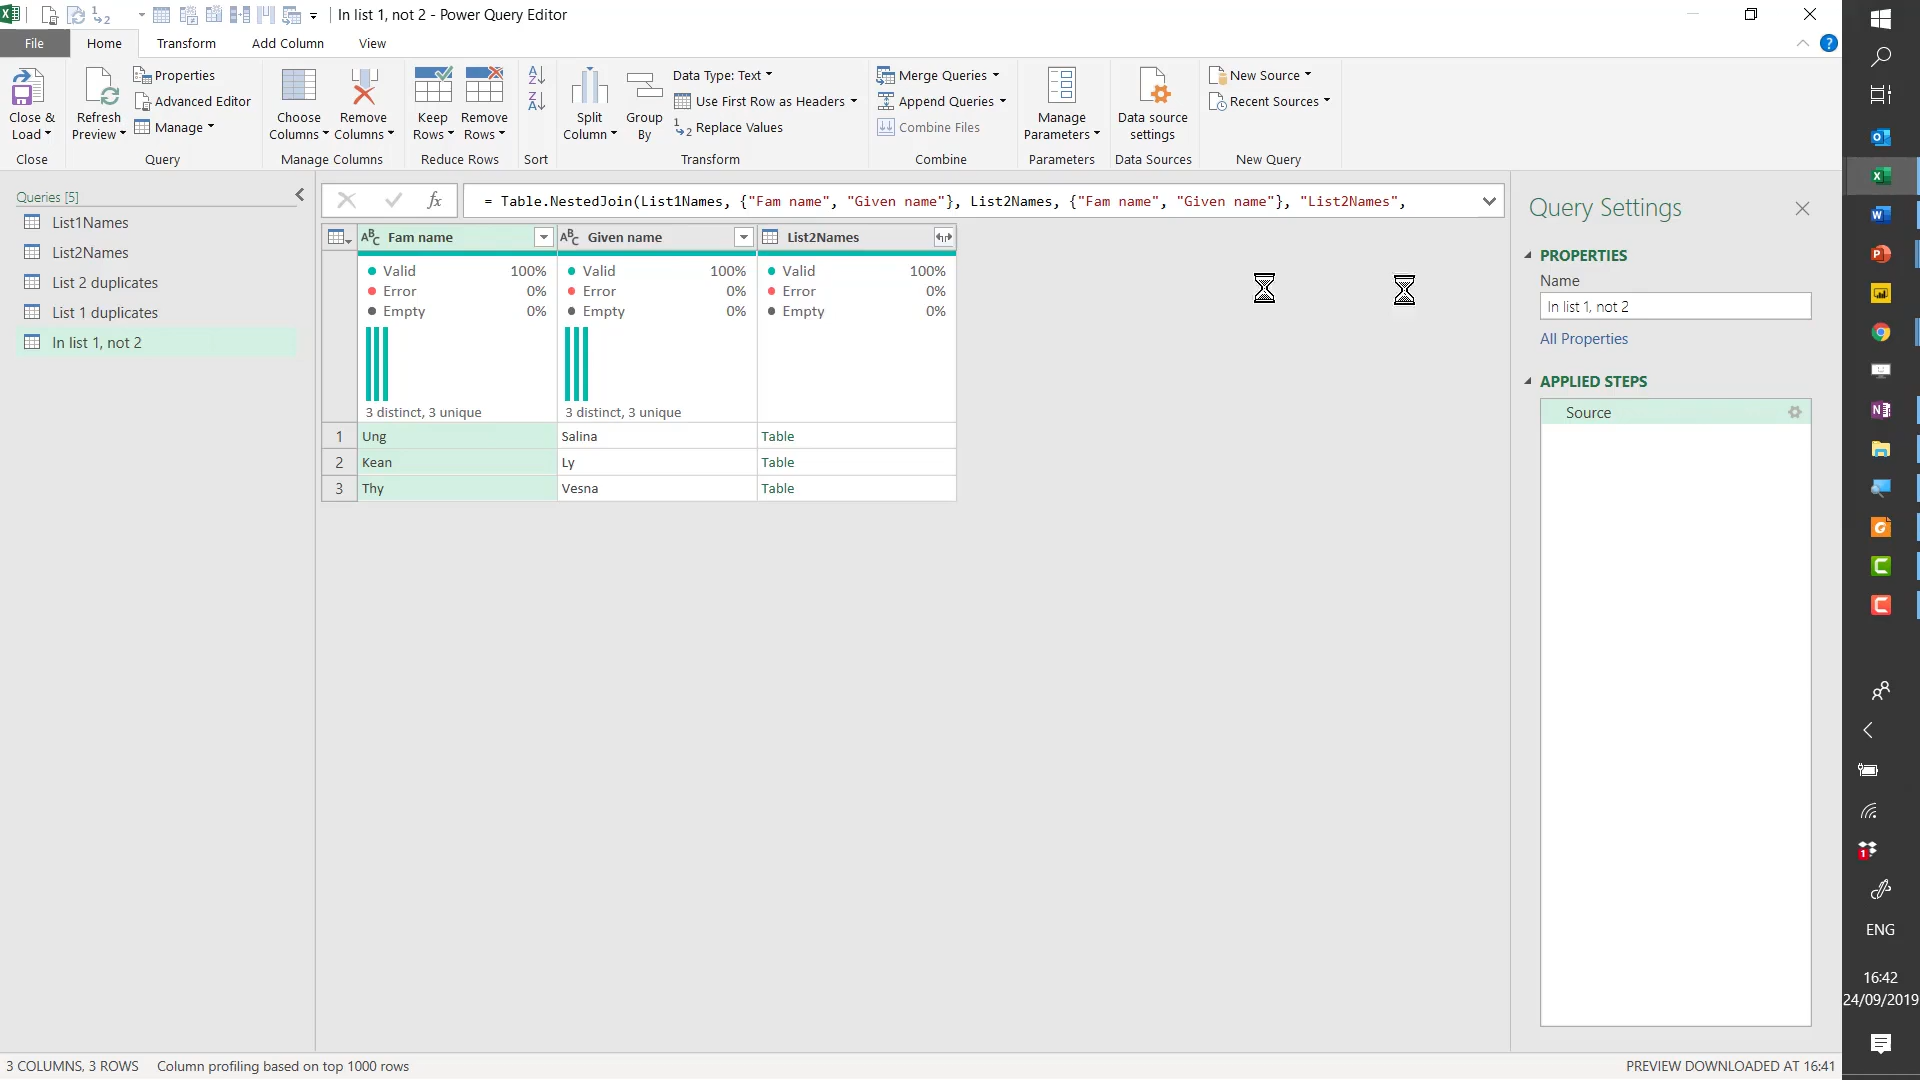 In list 1, not 2 - Power Query Editor
File
Home
Transform
Add Column
View
Close & Load
Close
Refresh Preview
Properties
Advanced Editor
Manage
Query
Choose Columns
Remove Columns
Manage Columns
Keep Rows
Remove Rows
Reduce Rows
Sort
Split Column
Group By
Data Type: Text
Use First Row as Headers
Replace Values
Transform
Merge Queries
Append Queries
Combine Files
Combine
Manage Parameters
Parameters
Data source settings
Data Sources
New Source
Recent Sources
New Query
Queries [5]
List1Names
List2Names
List 2 duplicates
List 1 duplicates
In list 1, not 2
fx
= Table.NestedJoin(List1Names, {"Fam name", "Given name"}, List2Names, {"Fam name", "Given name"}, "List2Names",
Fam name
Given name
List2Names
Valid 100%
Error 0%
Empty 0%
3 distinct, 3 unique
Valid 100%
Error 0%
Empty 0%
3 distinct, 3 unique
Valid 100%
Error 0%
Empty 0%
1 Ung Salina Table
2 Kean Ly Table
3 Thy Vesna Table
Query Settings
PROPERTIES
Name
In list 1, not 2
All Properties
APPLIED STEPS
Source
ENG
16:42
24/09/2019
3 COLUMNS, 3 ROWS
Column profiling based on top 1000 rows
PREVIEW DOWNLOADED AT 16:41